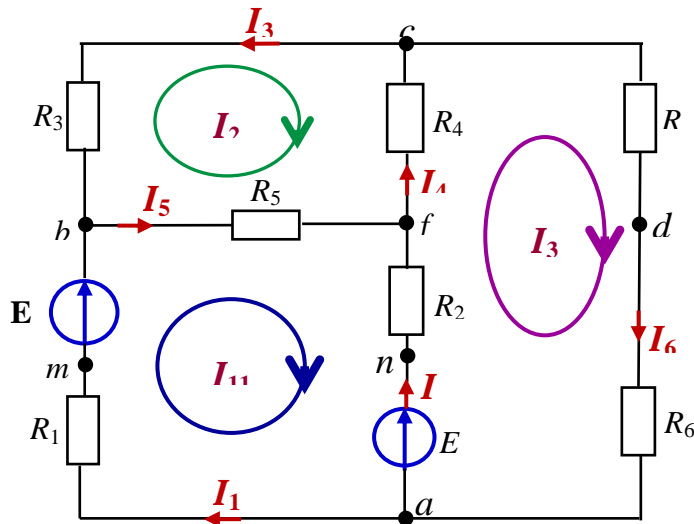 I3 c
R3 I2 R4 R
I4
b I5 R5 f d
I3
E R2
m I11 n I6
R1 I E R6
I1 a